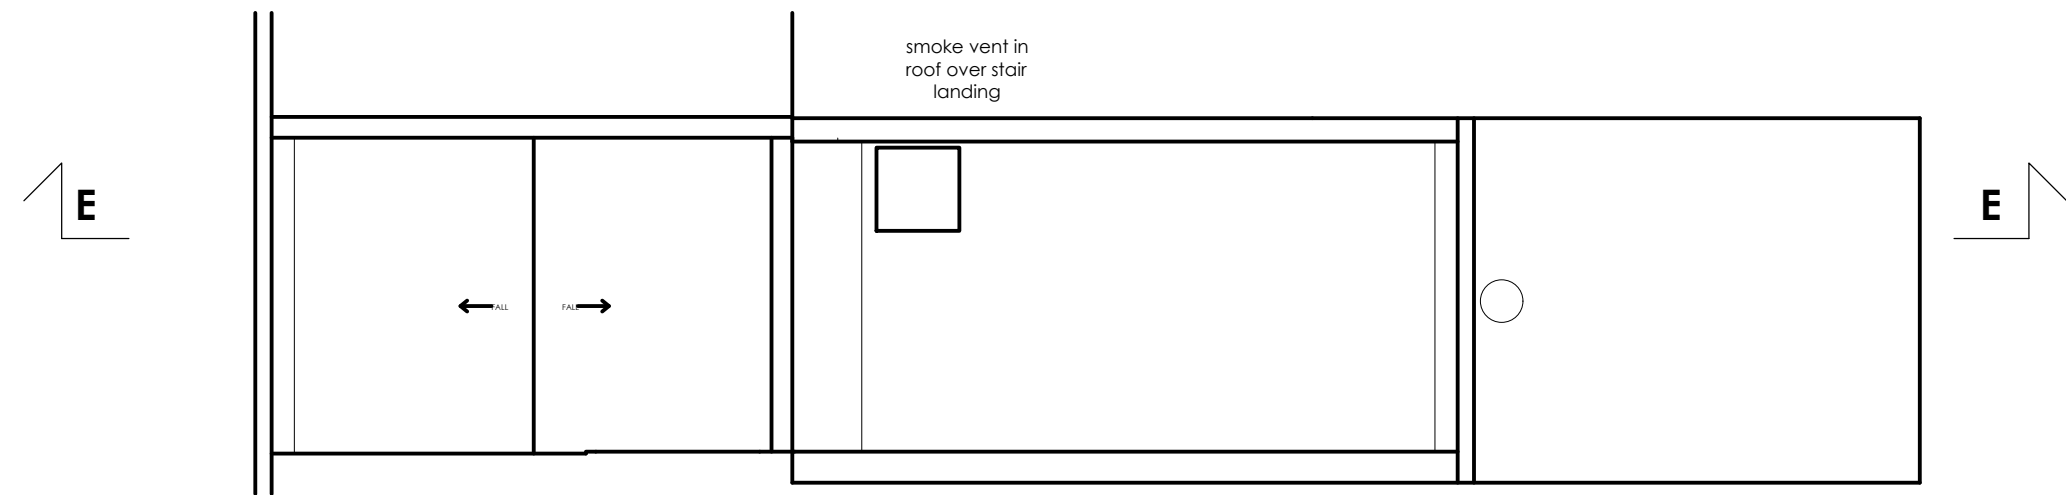 smoke vent in
roof over stair
landing
E
E
FALL
FALL